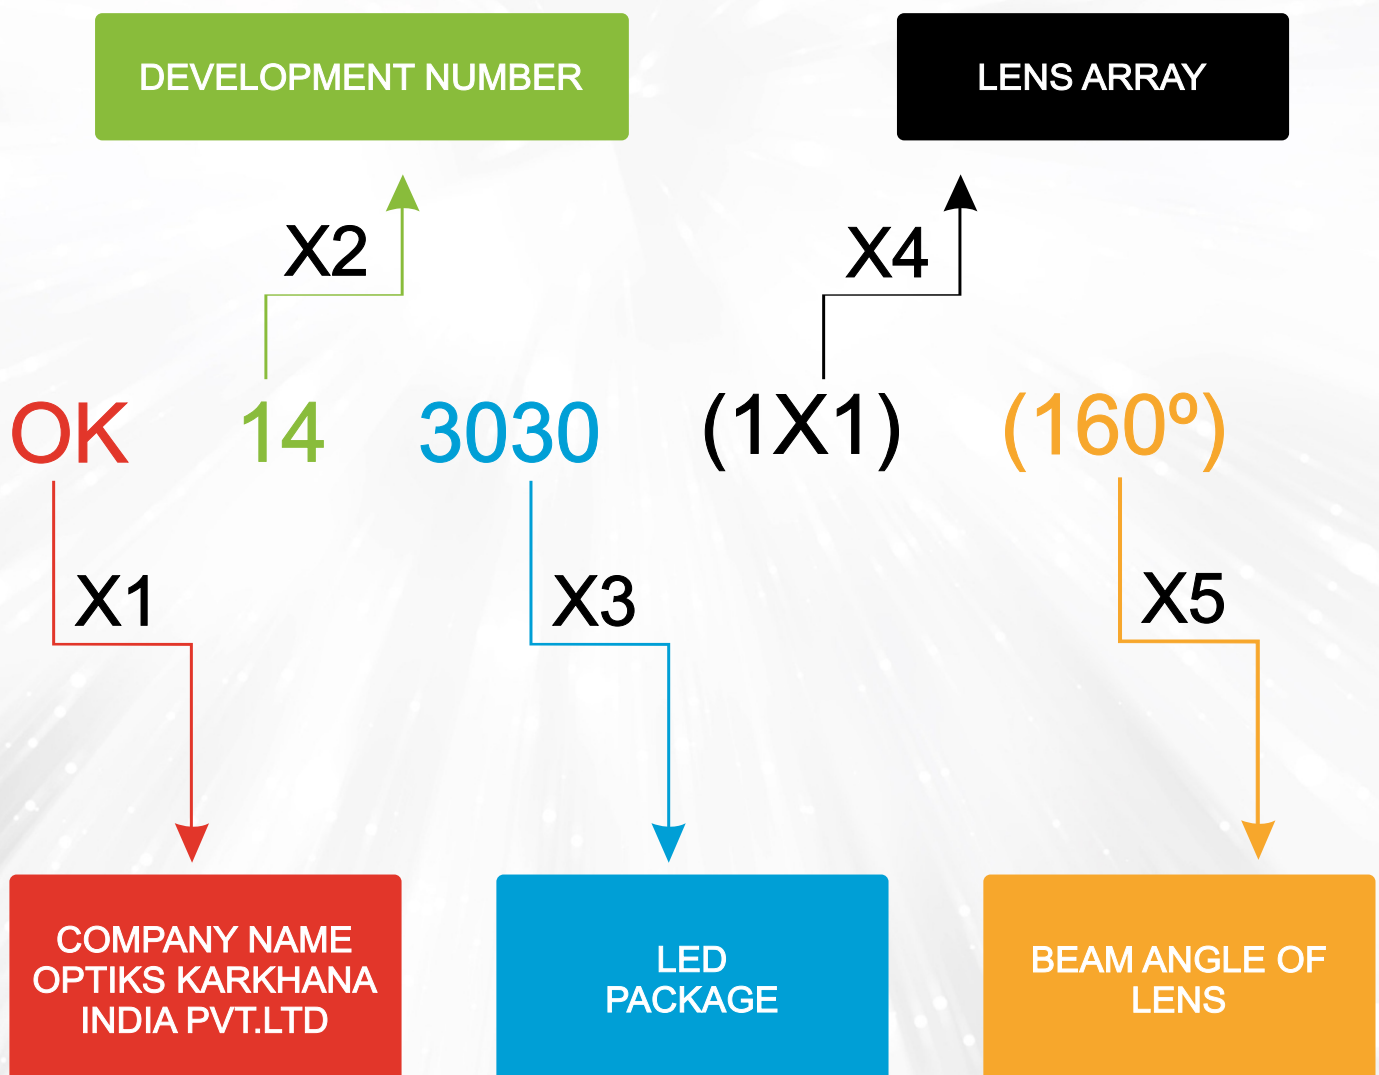 DEVELOPMENT NUMBER
LENS ARRAY
X2
X4
OK 14 3030 (1X1) (160º)
X1
X3
X5
COMPANY NAME
OPTIKS KARKHANA
INDIA PVT.LTD
LED
PACKAGE
BEAM ANGLE OF
LENS